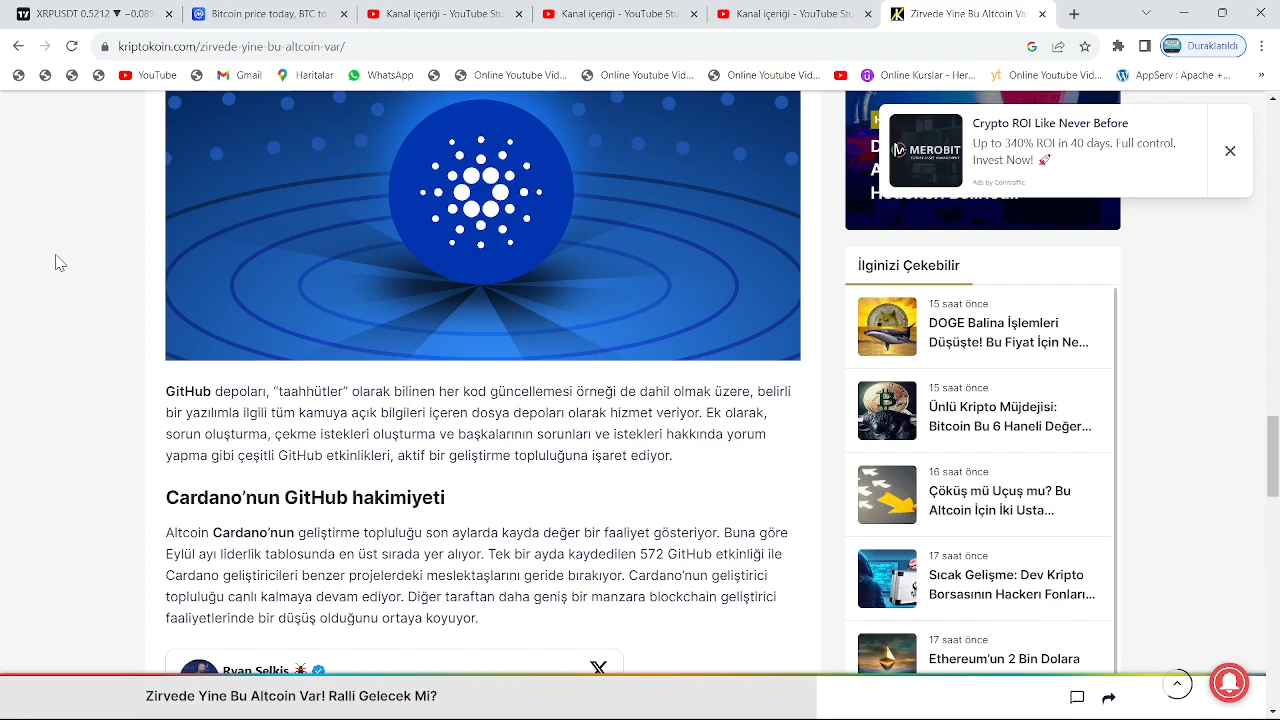 XRPUSDT 0.5212 ▼ −0.08%
Bitcoin price today, BTC to
Kanal içeriği - YouTube Stu
Kanal içeriği - YouTube Stu
Kanal içeriği - YouTube Stu
Zirvede Yine Bu Altcoin Var
kriptokoin.com/zirvede-yine-bu-altcoin-var/
Duraklatıldı
YouTube
Gmail
Haritalar
WhatsApp
Online Youtube Vid...
Online Youtube Vid...
Online Youtube Vid...
Online Kurslar - Her...
Online Youtube Vid...
AppServ : Apache +...
»
MEROBIT
Crypto ROI Like Never Before
Up to 340% ROI in 40 days. Full control.
Invest Now! 🚀
Ads by Cointraffic
GitHub depoları, “taahhütler” olarak bilinen her kod güncellemesi örneği de dahil olmak üzere, belirli
bir yazılımla ilgili tüm kamuya açık bilgileri içeren dosya depoları olarak hizmet veriyor. Ek olarak,
sorun oluşturma, çekme istekleri oluşturma ve başkalarının sorunları ve istekleri hakkında yorum
yapma gibi çeşitli GitHub etkinlikleri, aktif bir geliştirme topluluğuna işaret ediyor.
Cardano’nun GitHub hakimiyeti
Altcoin Cardano’nun geliştirme topluluğu son aylarda kayda değer bir faaliyet gösteriyor. Buna göre
Eylül ayı liderlik tablosunda en üst sırada yer alıyor. Tek bir ayda kaydedilen 572 GitHub etkinliği ile
Cardano geliştiricileri benzer projelerdeki meslektaşlarını geride bırakıyor. Cardano’nun geliştirici
topluluğu canlı kalmaya devam ediyor. Diğer taraftan daha geniş bir manzara blockchain geliştirici
faaliyetlerinde bir düşüş olduğunu ortaya koyuyor.
Ryan Selkis
İlginizi Çekebilir
15 saat önce
DOGE Balina İşlemleri
Düşüşte! Bu Fiyat İçin Ne...
15 saat önce
Ünlü Kripto Müjdejisi:
Bitcoin Bu 6 Haneli Değer...
16 saat önce
Çöküş mü Uçuş mu? Bu
Altcoin İçin İki Usta...
17 saat önce
Sıcak Gelişme: Dev Kripto
Borsasının Hackerı Fonları...
17 saat önce
Ethereum’un 2 Bin Dolara
Zirvede Yine Bu Altcoin Var! Ralli Gelecek Mi?